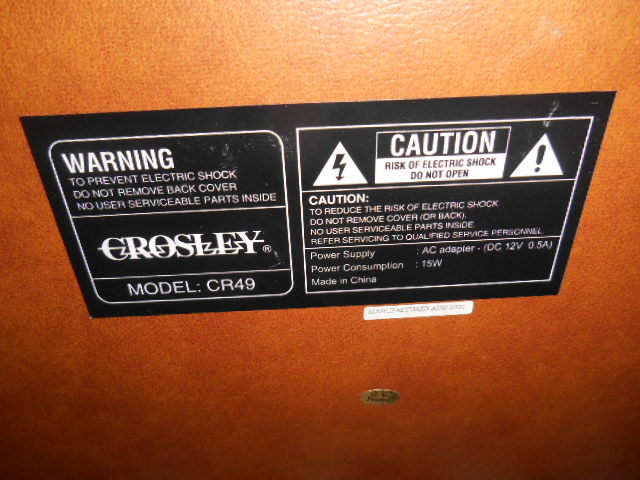 WARNING
TO PREVENT ELECTRIC SHOCK
DO NOT REMOVE BACK COVER
NO USER SERVICEABLE PARTS INSIDE
CROSLEY®
MODEL: CR49
CAUTION
RISK OF ELECTRIC SHOCK
DO NOT OPEN
CAUTION:
TO REDUCE THE RISK OF ELECTRIC SHOCK
DO NOT REMOVE COVER (OR BACK).
NO USER SERVICEABLE PARTS INSIDE.
REFER SERVICING TO QUALIFIED SERVICE PERSONNEL.
Power Supply : AC adapter - (DC 12V 0.5A)
Power Consumption : 15W
Made in China
MANUFACTURED